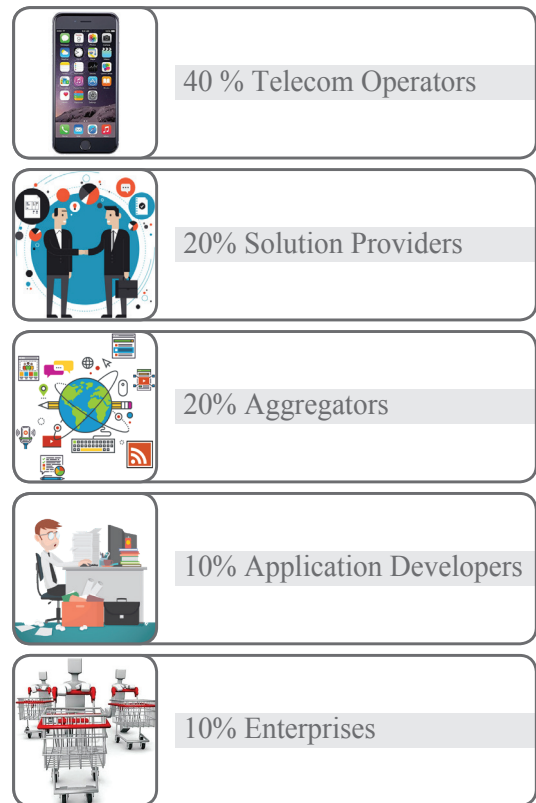 40 % Telecom Operators
20% Solution Providers
20% Aggregators
10% Application Developers
10% Enterprises